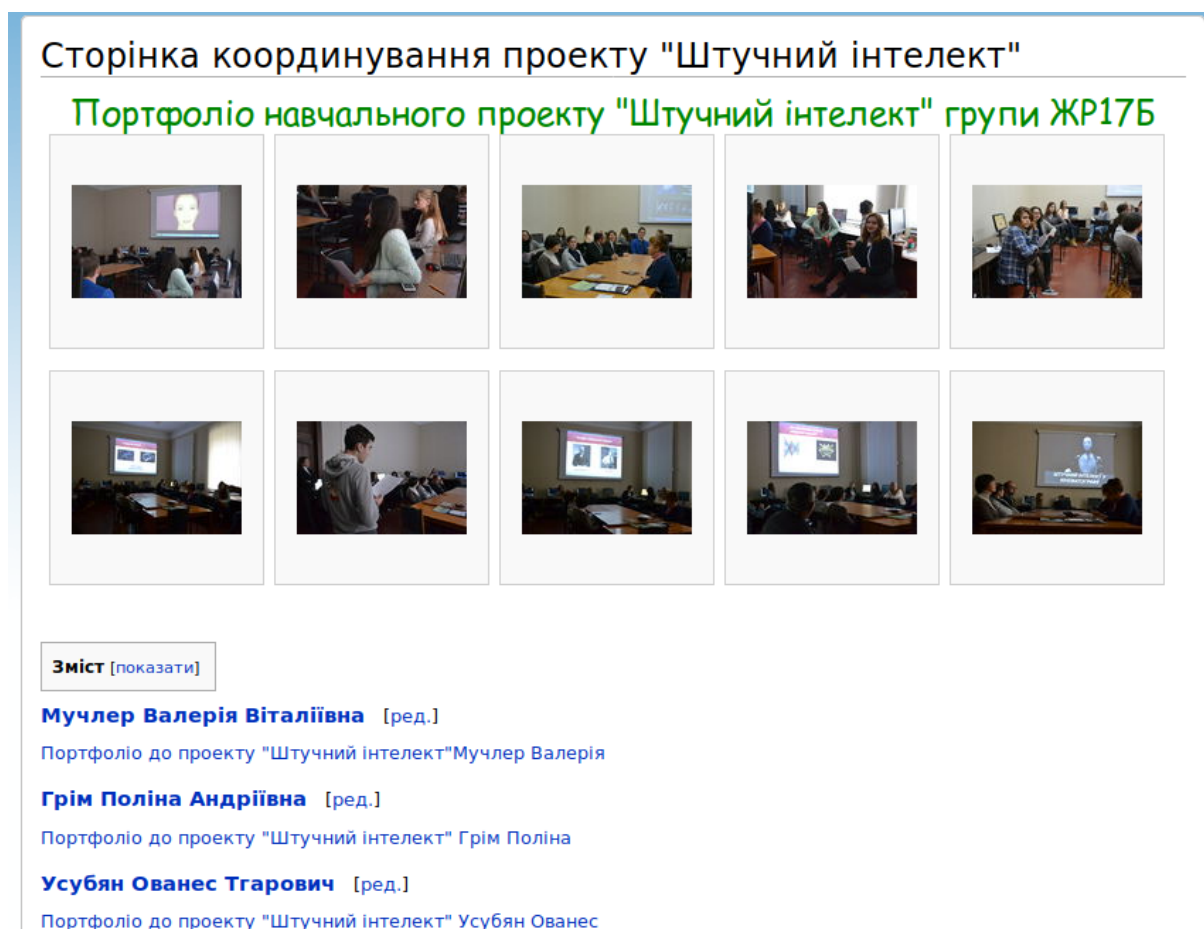 Сторінка координування проекту "Штучний інтелект"
Портфоліо навчального проекту "Штучний інтелект" групи ЖР17Б
Зміст [показати]
Мучлер Валерія Віталіївна [ред.]
Портфоліо до проекту "Штучний інтелект"Мучлер Валерія
Грім Поліна Андріївна [ред.]
Портфоліо до проекту "Штучний інтелект" Грім Поліна
Усубян Ованес Тгарович [ред.]
Портфоліо до проекту "Штучний інтелект" Усубян Ованес